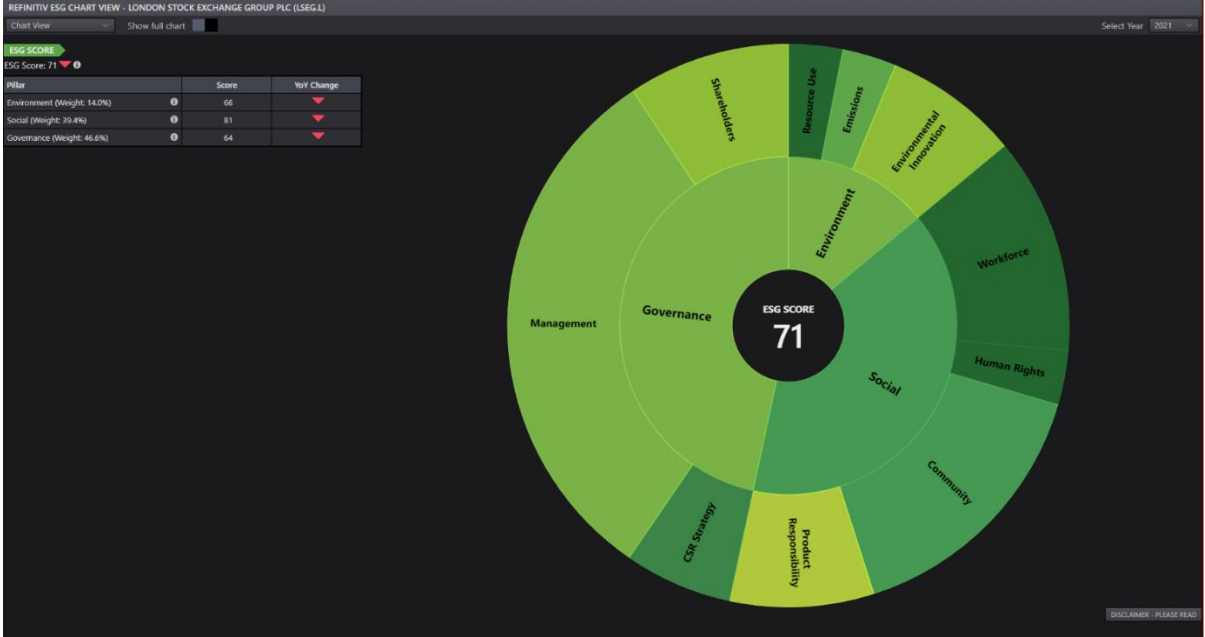 REFINITIV ESG CHART VIEW - LONDON STOCK EXCHANGE GROUP PLC (LSEG.L)
Chart View Show full chart Select Year 2021
ESG SCORE
ESG Score: 71
Pillar Score YoY Change
Environment (Weight: 14.0%) 66
Social (Weight: 39.4%) 81
Governance (Weight: 46.6%) 64
Shareholders
Resource Use
Emissions
Environmental
Innovation
Environment
Workforce
Governance
Management
ESG SCORE
71
Human Rights
Social
Community
CSR Strategy
Product
Responsibility
DISCLAIMER - PLEASE READ